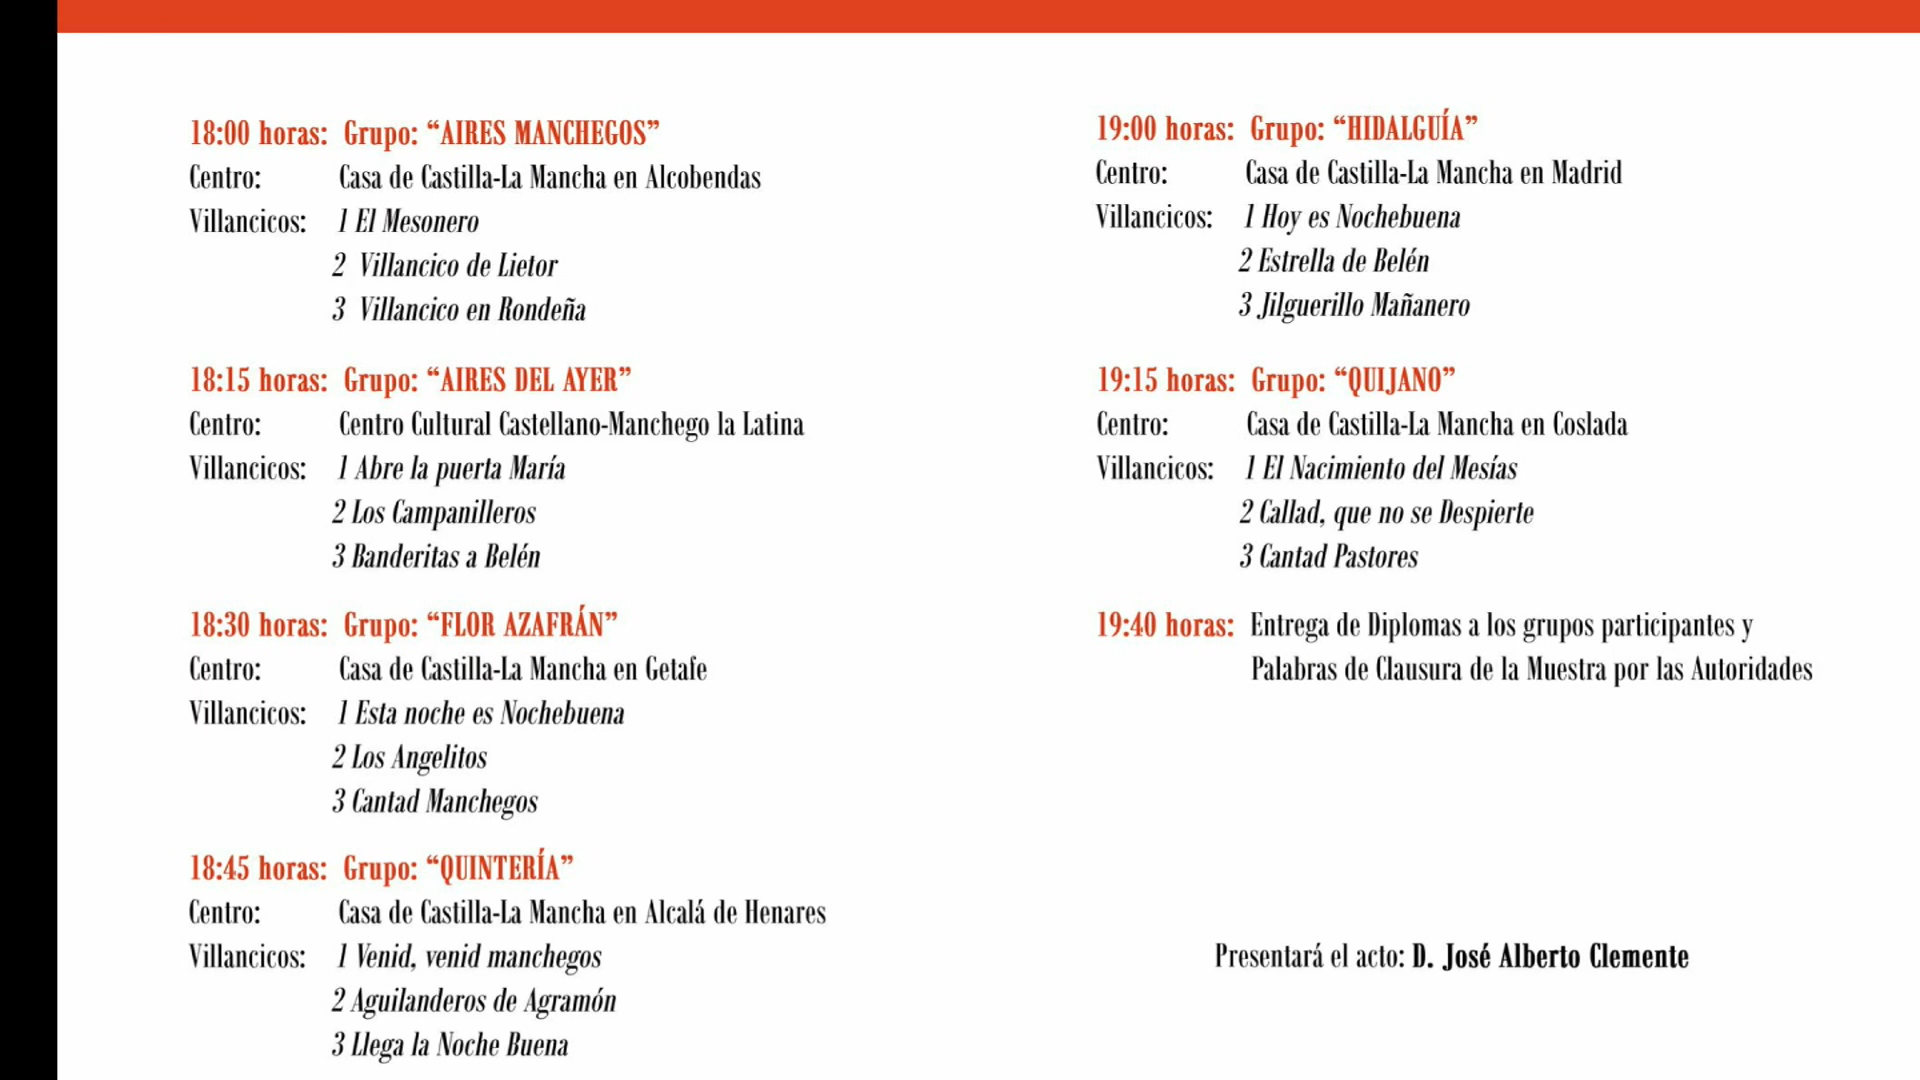 18:00 horas: Grupo: “AIRES MANCHEGOS”
Centro: Casa de Castilla-La Mancha en Alcobendas
Villancicos: 1 El Mesonero
2 Villancico de Lietor
3 Villancico en Rondeña
18:15 horas: Grupo: “AIRES DEL AYER”
Centro: Centro Cultural Castellano-Manchego la Latina
Villancicos: 1 Abre la puerta María
2 Los Campanilleros
3 Banderitas a Belén
18:30 horas: Grupo: “FLOR AZAFRÁN”
Centro: Casa de Castilla-La Mancha en Getafe
Villancicos: 1 Esta noche es Nochebuena
2 Los Angelitos
3 Cantad Manchegos
18:45 horas: Grupo: “QUINTERÍA”
Centro: Casa de Castilla-La Mancha en Alcalá de Henares
Villancicos: 1 Venid, venid manchegos
2 Aguilanderos de Agramón
3 Llega la Noche Buena
19:00 horas: Grupo: “HIDALGUÍA”
Centro: Casa de Castilla-La Mancha en Madrid
Villancicos: 1 Hoy es Nochebuena
2 Estrella de Belén
3 Jilguerillo Mañanero
19:15 horas: Grupo: “QUIJANO”
Centro: Casa de Castilla-La Mancha en Coslada
Villancicos: 1 El Nacimiento del Mesías
2 Callad, que no se Despierte
3 Cantad Pastores
19:40 horas: Entrega de Diplomas a los grupos participantes y
Palabras de Clausura de la Muestra por las Autoridades
Presentará el acto: D. José Alberto Clemente